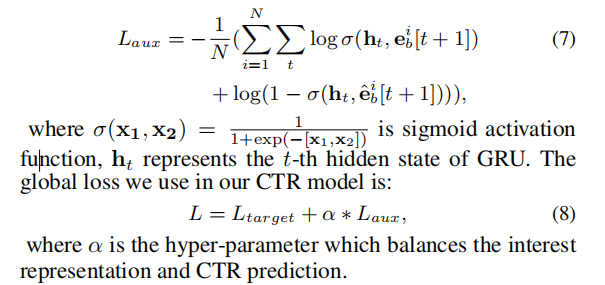 L_{aux} = -\frac{1}{N}(\sum_{i=1}^{N} \sum_{t} \log \sigma(\mathbf{h}_t, \mathbf{e}_b^i[t+1]) (7)
+ \log(1 - \sigma(\mathbf{h}_t, \hat{\mathbf{e}}_b^i[t+1]))),
where \sigma(\mathbf{x_1}, \mathbf{x_2}) = \frac{1}{1+\exp(-[\mathbf{x_1},\mathbf{x_2}])} is sigmoid activation
function, \mathbf{h}_t represents the t-th hidden state of GRU. The
global loss we use in our CTR model is:
L = L_{target} + \alpha * L_{aux}, (8)
where \alpha is the hyper-parameter which balances the interest
representation and CTR prediction.